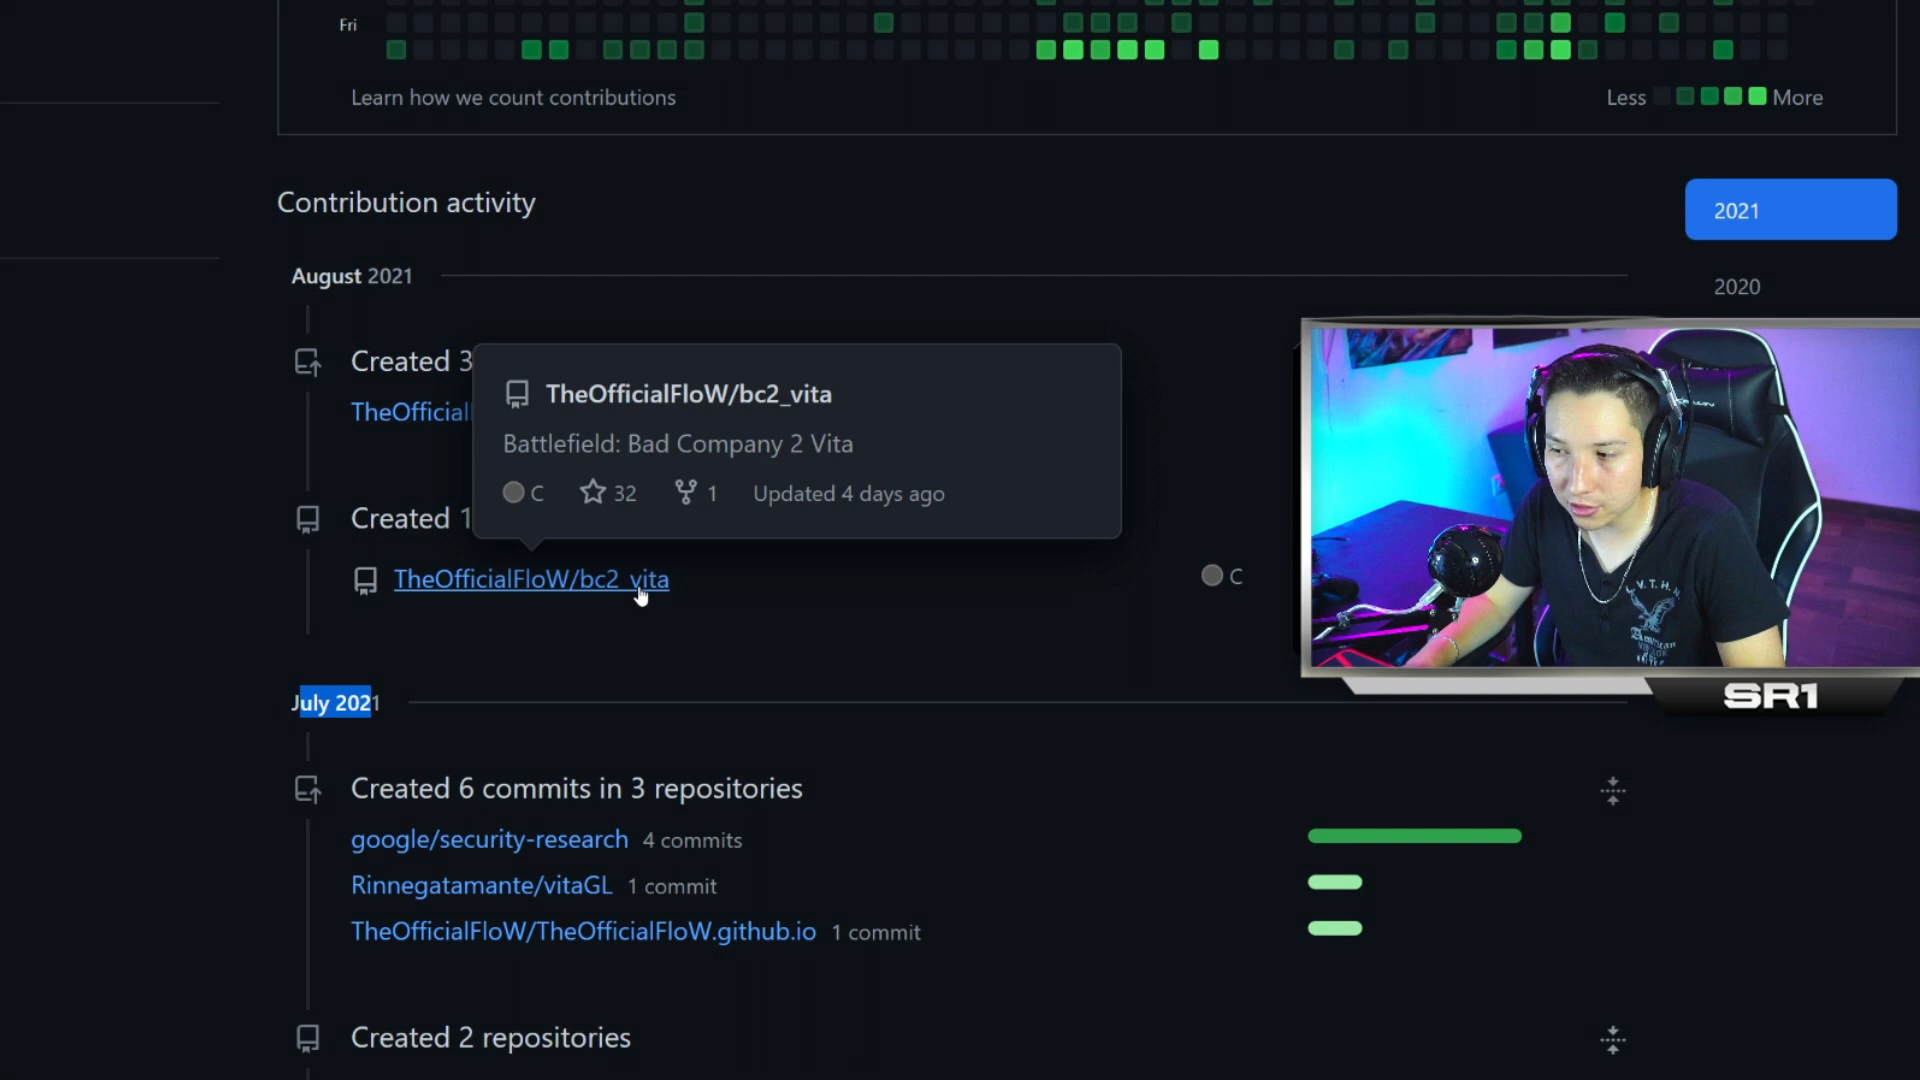 Fri
Learn how we count contributions
Less More
Contribution activity
2021
August 2021
2020
Created 3
TheOfficial
TheOfficialFloW/bc2_vita
Battlefield: Bad Company 2 Vita
C 32 1 Updated 4 days ago
Created 1
TheOfficialFloW/bc2_vita
C
SR1
July 2021
Created 6 commits in 3 repositories
google/security-research 4 commits
Rinnegatamante/vitaGL 1 commit
TheOfficialFloW/TheOfficialFloW.github.io 1 commit
Created 2 repositories